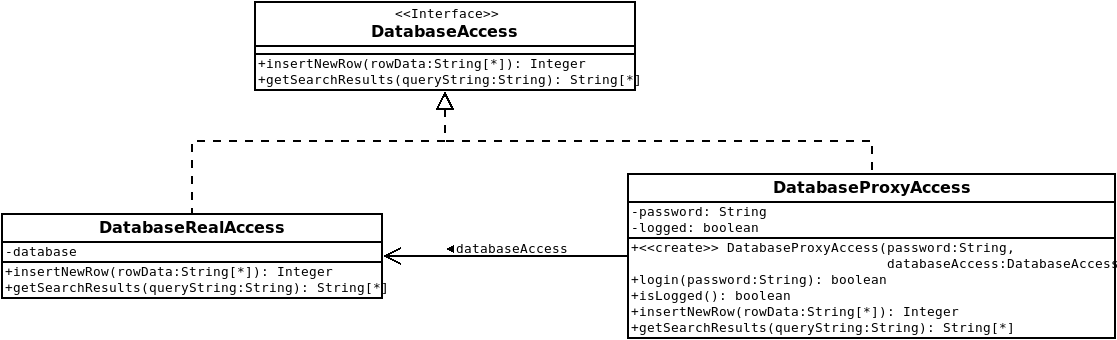 <<Interface>>
DatabaseAccess
+insertNewRow(rowData:String[*]): Integer
+getSearchResults(queryString:String): String[*]
DatabaseRealAccess
-database
+insertNewRow(rowData:String[*]): Integer
+getSearchResults(queryString:String): String[*]
◀databaseAccess
DatabaseProxyAccess
-password: String
-logged: boolean
+<<create>> DatabaseProxyAccess(password:String,
databaseAccess:DatabaseAccess
+login(password:String): boolean
+isLogged(): boolean
+insertNewRow(rowData:String[*]): Integer
+getSearchResults(queryString:String): String[*]